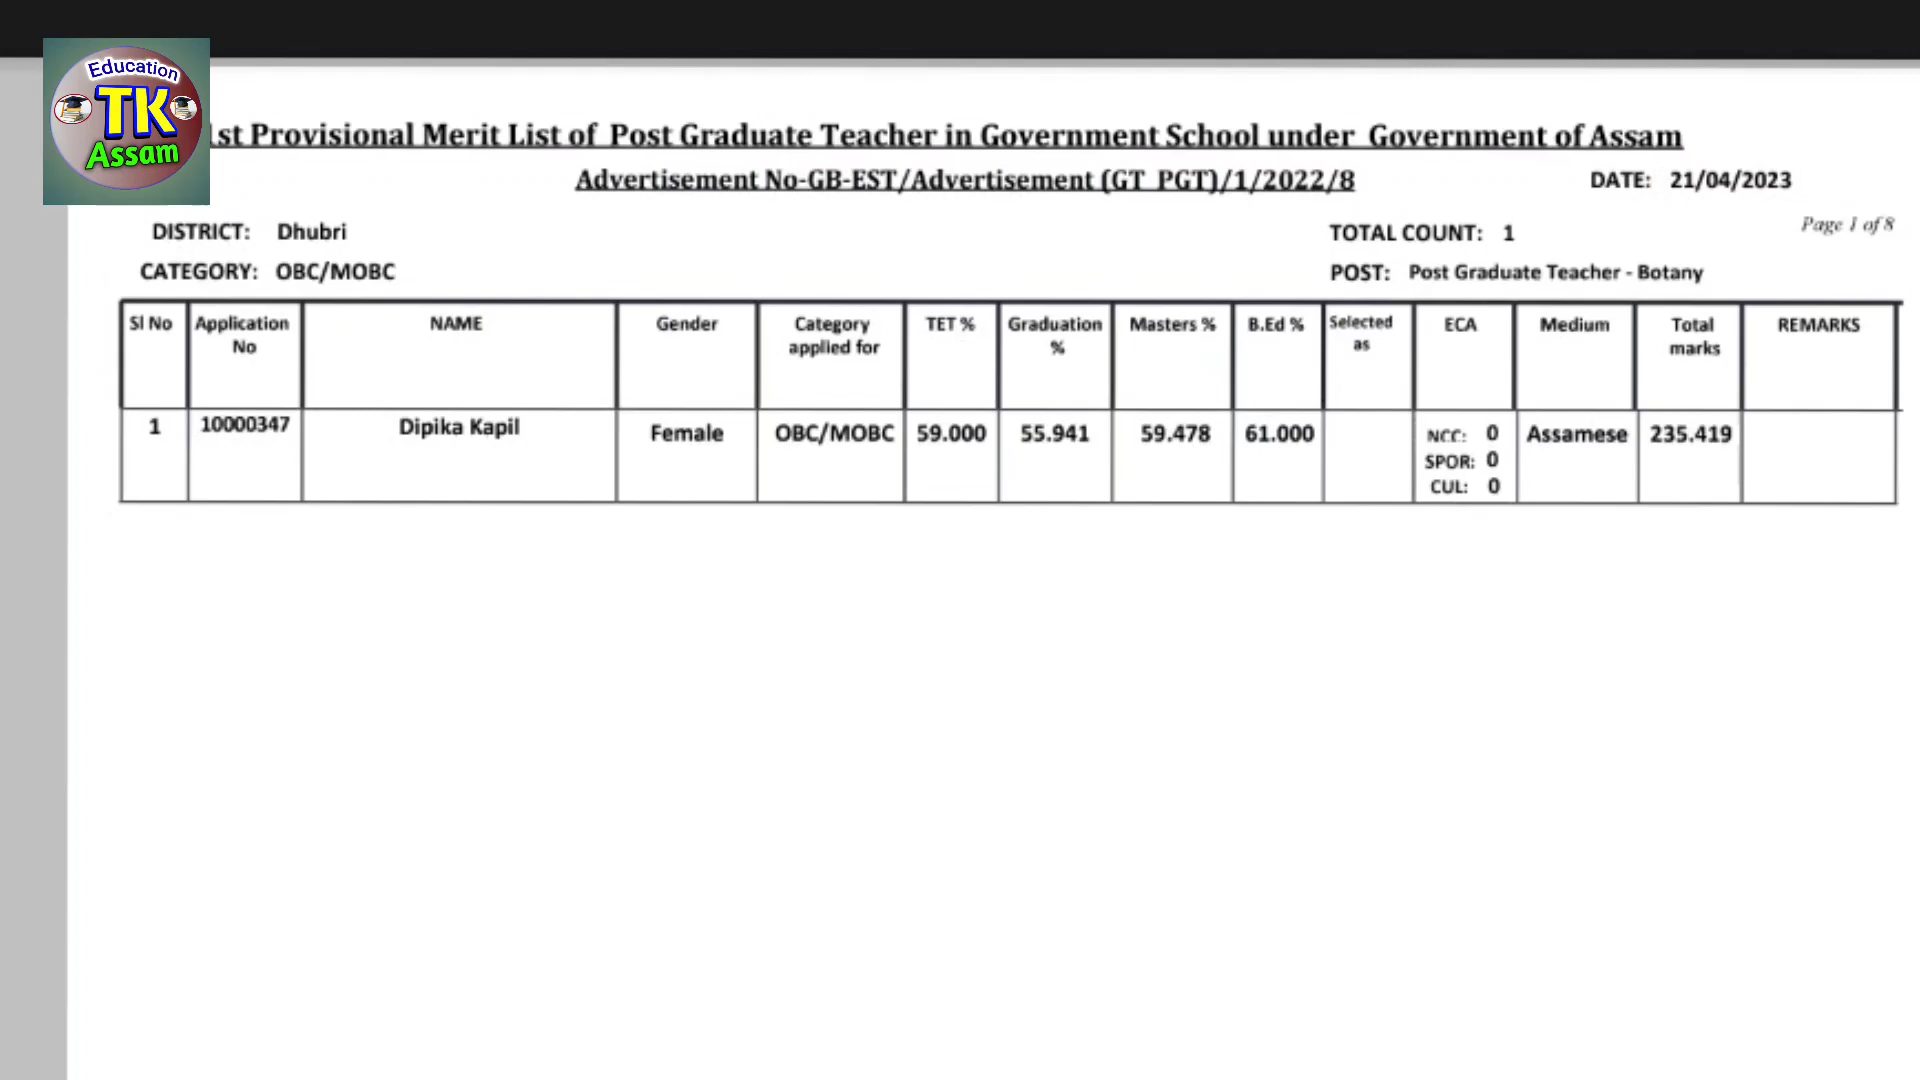 Education
TK
Assam
1st Provisional Merit List of Post Graduate Teacher in Government School under Government of Assam
Advertisement No-GB-EST/Advertisement (GT_PGT)/1/2022/8
DATE: 21/04/2023
Page 1 of 8
DISTRICT: Dhubri
TOTAL COUNT: 1
CATEGORY: OBC/MOBC
POST: Post Graduate Teacher - Botany
Sl No Application No NAME Gender Category applied for TET % Graduation % Masters % B.Ed % Selected as ECA Medium Total marks REMARKS
1 10000347 Dipika Kapil Female OBC/MOBC 59.000 55.941 59.478 61.000 NCC: 0 Assamese 235.419
SPOR: 0
CUL: 0